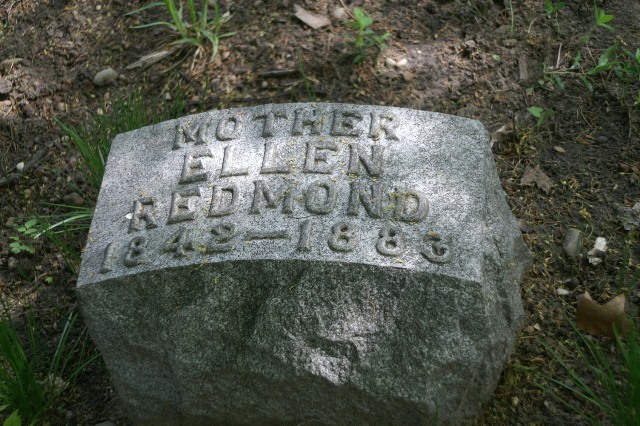 MOTHER
ELLEN
REDMOND
1842-1883